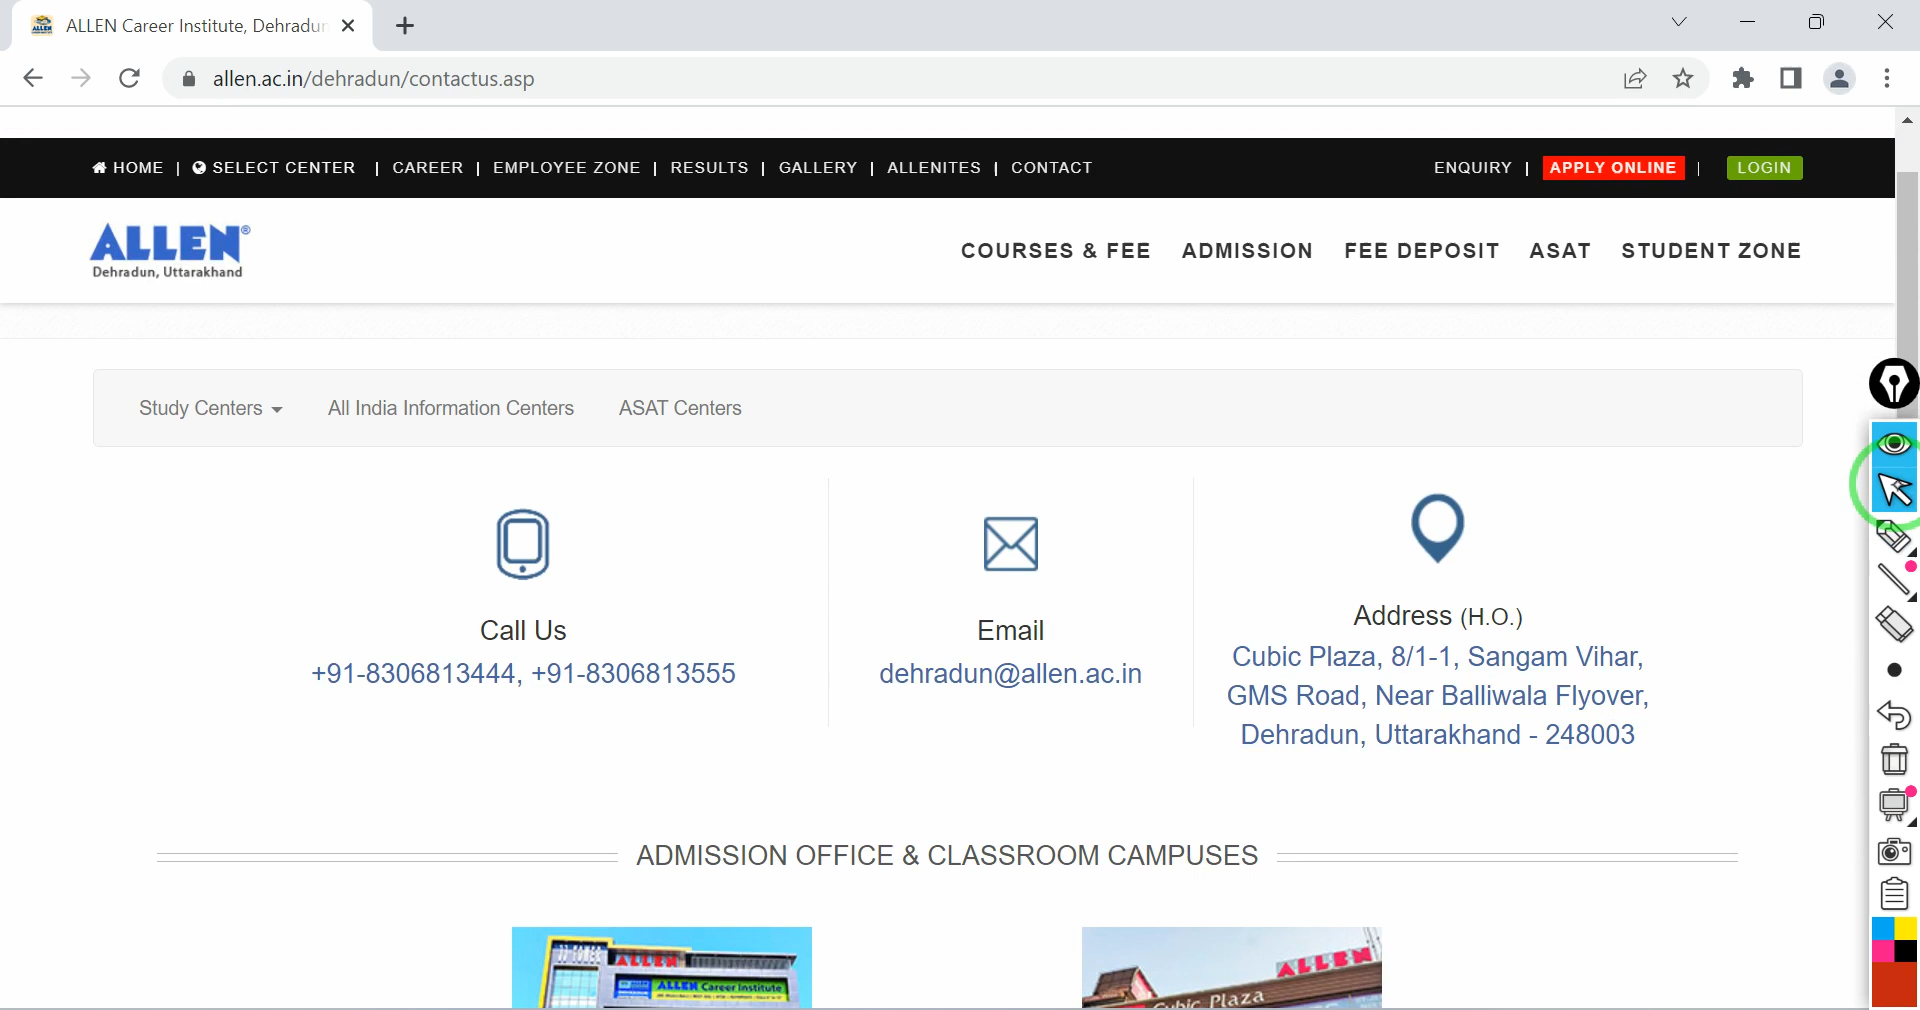 ALLEN Career Institute, Dehradun
allen.ac.in/dehradun/contactus.asp
HOME | SELECT CENTER | CAREER | EMPLOYEE ZONE | RESULTS | GALLERY | ALLENITES | CONTACT
ENQUIRY | APPLY ONLINE | LOGIN
ALLEN®
Dehradun, Uttarakhand
COURSES & FEE ADMISSION FEE DEPOSIT ASAT STUDENT ZONE
Study Centers All India Information Centers ASAT Centers
Call Us
+91-8306813444, +91-8306813555
Email
dehradun@allen.ac.in
Address (H.O.)
Cubic Plaza, 8/1-1, Sangam Vihar,
GMS Road, Near Balliwala Flyover,
Dehradun, Uttarakhand - 248003
ADMISSION OFFICE & CLASSROOM CAMPUSES
JJ TOWER ALLEN
ALLEN Career Institute
ALLEN
Cubic Plaza